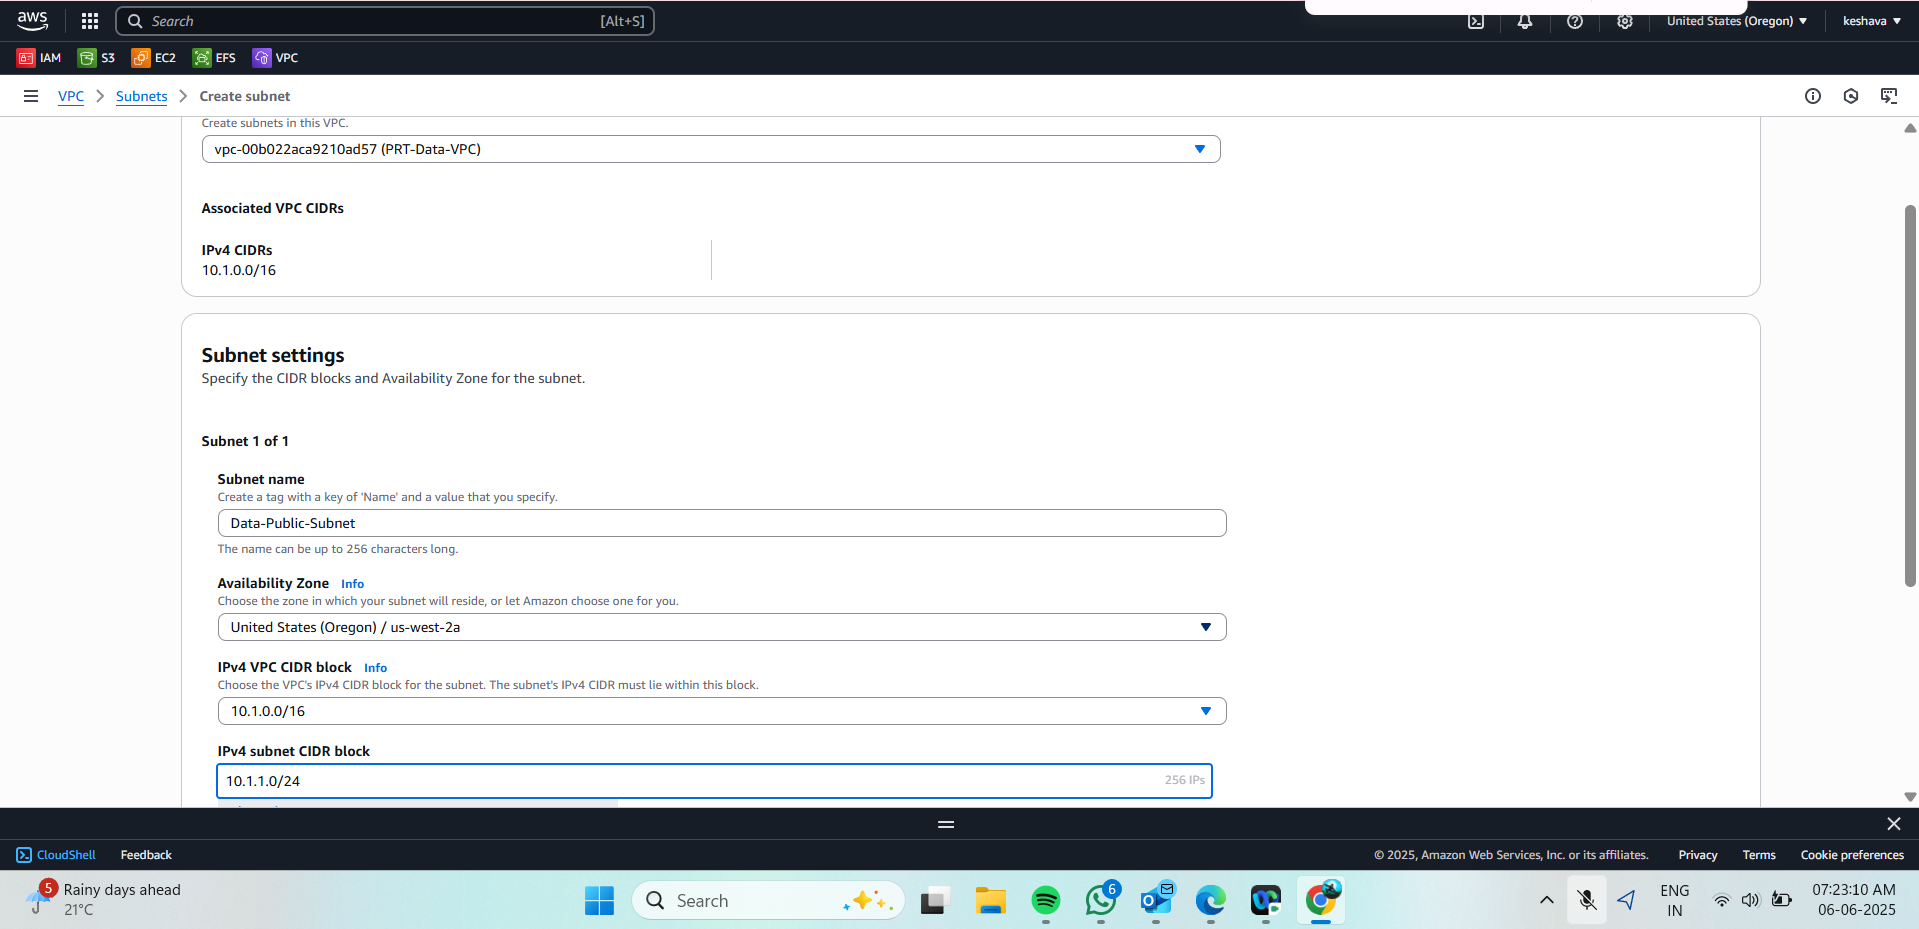 aws
Search [Alt+S]
United States (Oregon)
keshava
IAM S3 EC2 EFS VPC
VPC Subnets Create subnet
Create subnets in this VPC.
vpc-00b022aca9210ad57 (PRT-Data-VPC)
Associated VPC CIDRs
IPv4 CIDRs
10.1.0.0/16
Subnet settings
Specify the CIDR blocks and Availability Zone for the subnet.
Subnet 1 of 1
Subnet name
Create a tag with a key of 'Name' and a value that you specify.
Data-Public-Subnet
The name can be up to 256 characters long.
Availability Zone Info
Choose the zone in which your subnet will reside, or let Amazon choose one for you.
United States (Oregon) / us-west-2a
IPv4 VPC CIDR block Info
Choose the VPC's IPv4 CIDR block for the subnet. The subnet's IPv4 CIDR must lie within this block.
10.1.0.0/16
IPv4 subnet CIDR block
10.1.1.0/24 256 IPs
CloudShell Feedback
© 2025, Amazon Web Services, Inc. or its affiliates. Privacy Terms Cookie preferences
5
Rainy days ahead
21°C
Search
6
ENG
IN
07:23:10 AM
06-06-2025